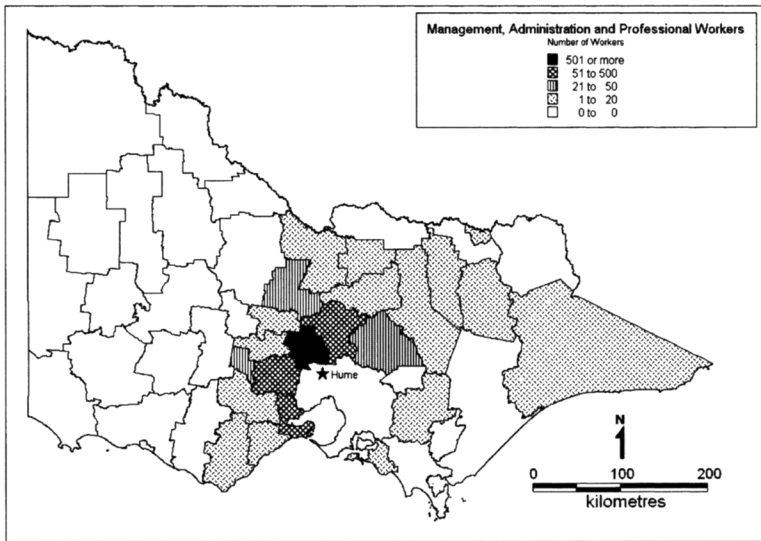 Management, Administration and Professional Workers
Number of Workers
501 or more
51 to 500
21 to 50
1 to 20
0 to 0
Hume
N
0 100 200
kilometres